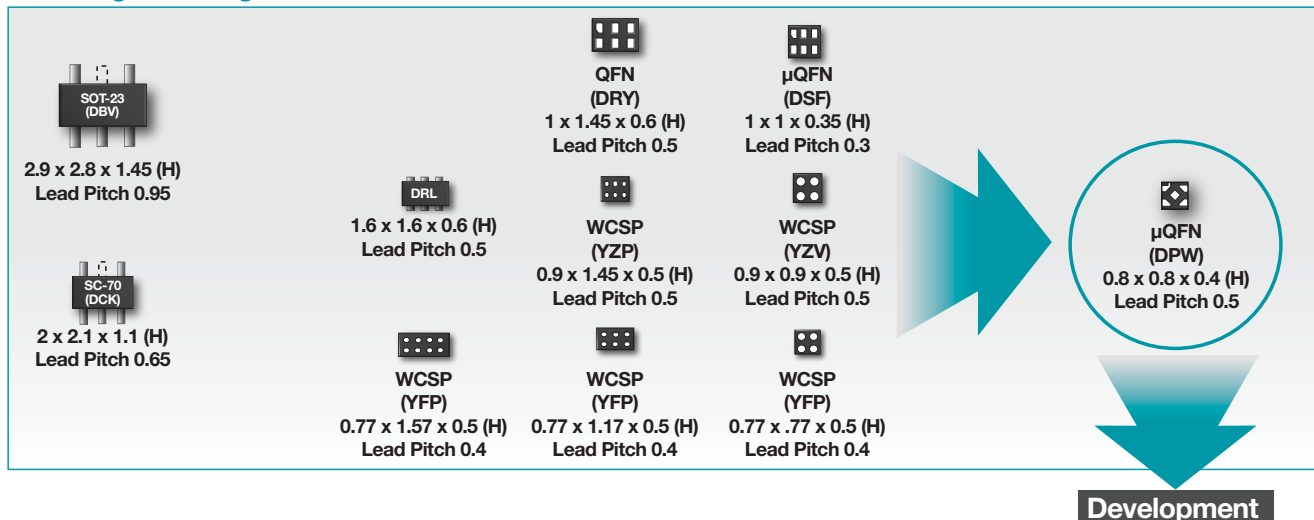 SOT-23
(DBV)
2.9 x 2.8 x 1.45 (H)
Lead Pitch 0.95
SC-70
(DCK)
2 x 2.1 x 1.1 (H)
Lead Pitch 0.65
DRL
1.6 x 1.6 x 0.6 (H)
Lead Pitch 0.5
WCSP
(YFP)
0.77 x 1.57 x 0.5 (H)
Lead Pitch 0.4
QFN
(DRY)
1 x 1.45 x 0.6 (H)
Lead Pitch 0.5
WCSP
(YZP)
0.9 x 1.45 x 0.5 (H)
Lead Pitch 0.5
WCSP
(YFP)
0.77 x 1.17 x 0.5 (H)
Lead Pitch 0.4
µQFN
(DSF)
1 x 1 x 0.35 (H)
Lead Pitch 0.3
WCSP
(YZV)
0.9 x 0.9 x 0.5 (H)
Lead Pitch 0.5
WCSP
(YFP)
0.77 x .77 x 0.5 (H)
Lead Pitch 0.4
µQFN
(DPW)
0.8 x 0.8 x 0.4 (H)
Lead Pitch 0.5
Development